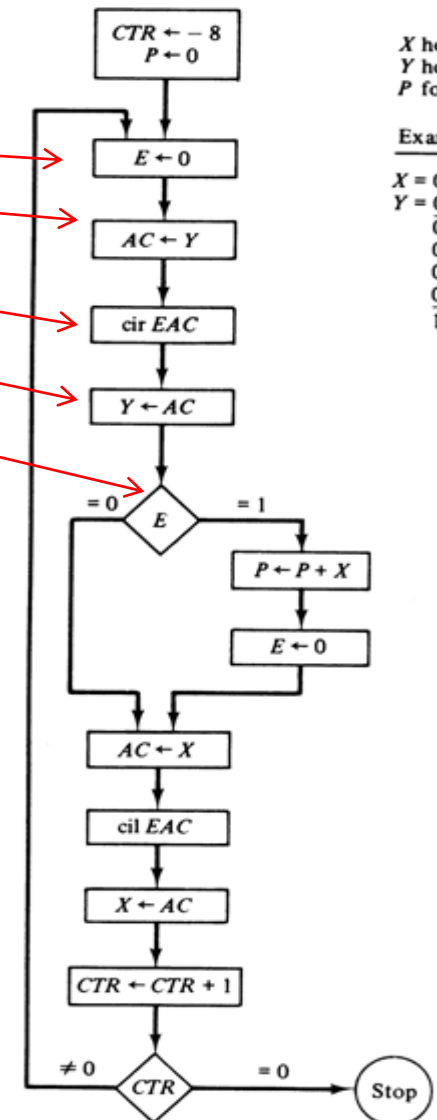 CTR ← − 8
P ← 0
X
Y
P
E ← 0
X =
Y =
AC ← Y
cir EAC
Y ← AC
= 0
E
= 1
P ← P + X
E ← 0
AC ← X
cil EAC
X ← AC
CTR ← CTR + 1
≠ 0
CTR
= 0
Stop